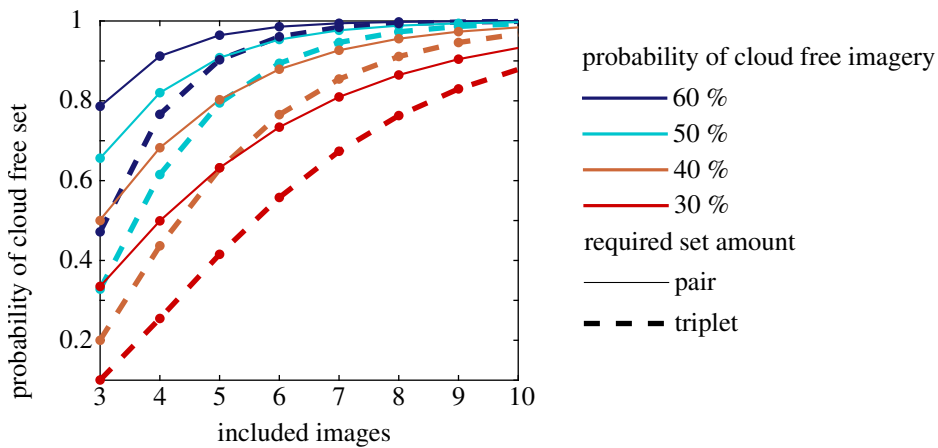 probability of cloud free set
1
0.8
0.6
0.4
0.2
3 4 5 6 7 8 9 10
included images
probability of cloud free imagery
60 %
50 %
40 %
30 %
required set amount
pair
triplet